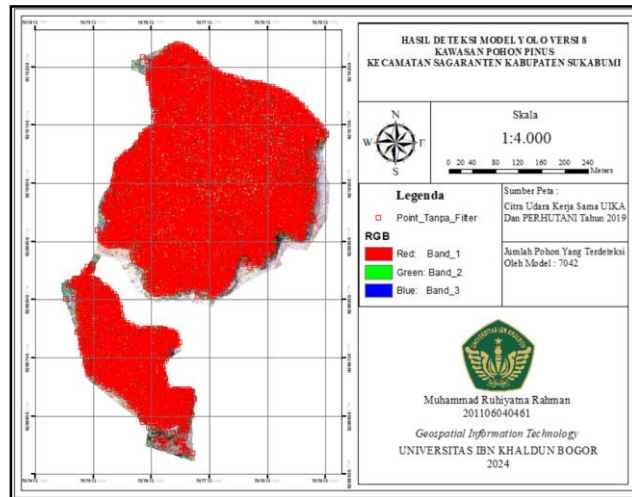 HASIL DETEKSI MODEL YOLO VERSI 8
KAWASAN POHON PINUS
KECAMATAN SAGARANTEN KABUPATEN SUKABUMI
N
W E
S
Skala
1:4.000
0 20 40 80 120 160 200 240
Meters
Legenda
Point_Tanpa_Filter
RGB
Red: Band_1
Green: Band_2
Blue: Band_3
Sumber Peta :
Citra Udara Kerja Sama UIKA
Dan PERHUTANI Tahun 2019
Jumlah Pohon Yang Terdeteksi
Oleh Model : 7042
Muhammad Ruhiyatna Rahman
201106040461
Geospatial Information Technology
UNIVERSITAS IBN KHALDUN BOGOR
2024